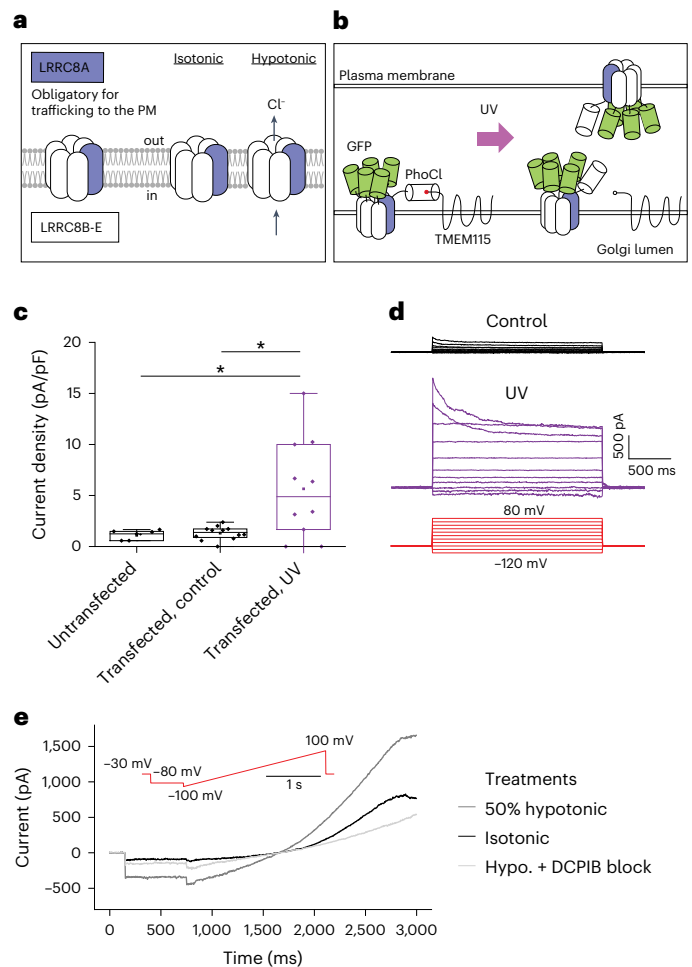 a
LRRC8A
Obligatory for
trafficking to the PM
Isotonic
Hypotonic
Cl⁻
out
in
LRRC8B-E
b
Plasma membrane
UV
GFP
PhoCl
TMEM115
Golgi lumen
c
Current density (pA/pF)
20
15
10
5
0
*
*
Untransfected
Transfected, control
Transfected, UV
d
Control
UV
500 pA
500 ms
80 mV
−120 mV
e
Current (pA)
1,500
1,000
500
0
−500
−30 mV
−80 mV
−100 mV
100 mV
1 s
0 500 1,000 1,500 2,000 2,500 3,000
Time (ms)
Treatments
50% hypotonic
Isotonic
Hypo. + DCPIB block